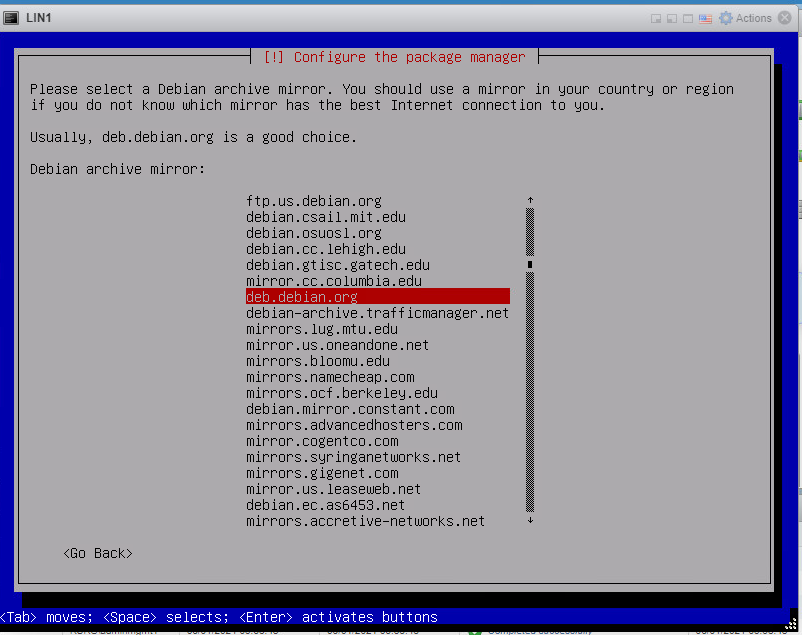 LIN1
Actions
[!] Configure the package manager
Please select a Debian archive mirror. You should use a mirror in your country or region
if you do not know which mirror has the best Internet connection to you.
Usually, deb.debian.org is a good choice.
Debian archive mirror:
ftp.us.debian.org
debian.csail.mit.edu
debian.osuosl.org
debian.cc.lehigh.edu
debian.gtisc.gatech.edu
mirror.cc.columbia.edu
deb.debian.org
debian-archive.trafficmanager.net
mirrors.lug.mtu.edu
mirror.us.oneandone.net
mirrors.bloomu.edu
mirrors.namecheap.com
mirrors.ocf.berkeley.edu
debian.mirror.constant.com
mirrors.advancedhosters.com
mirror.cogentco.com
mirrors.syringanetworks.net
mirrors.gigenet.com
mirror.us.leaseweb.net
debian.ec.as6453.net
mirrors.accretive-networks.net
<Go Back>
<Tab> moves; <Space> selects; <Enter> activates buttons
Completed successfully